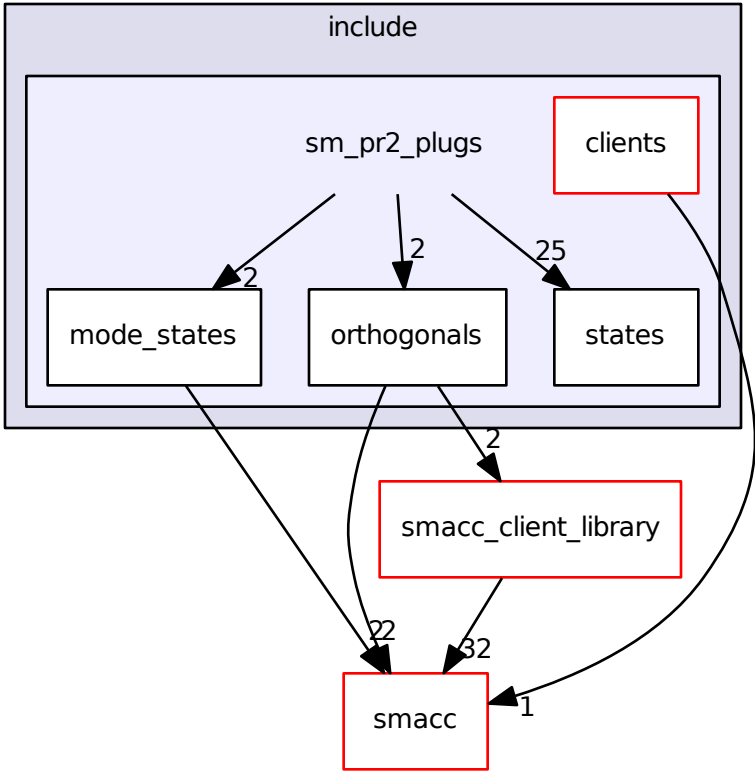 include
sm_pr2_plugs
clients
2
25
2
mode_states
orthogonals
states
2
smacc_client_library
2
2
32
1
smacc